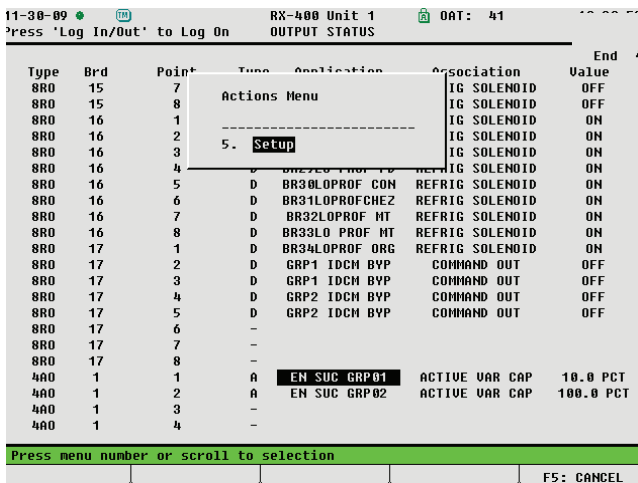 11-30-09 TM RX-400 Unit 1 R OAT: 41
Press 'Log In/Out' to Log On OUTPUT STATUS
End
Type Brd Point Type Application Association Value
8RO 15 7 IG SOLENOID OFF
8RO 15 8 IG SOLENOID OFF
8RO 16 1 IG SOLENOID ON
8RO 16 2 IG SOLENOID ON
8RO 16 3 IG SOLENOID ON
8RO 16 4 D REFRIG SOLENOID ON
8RO 16 5 D BR30LOPROF CON REFRIG SOLENOID ON
8RO 16 6 D BR31LOPROFCHEZ REFRIG SOLENOID ON
8RO 16 7 D BR32LOPROF MT REFRIG SOLENOID ON
8RO 16 8 D BR33LO PROF MT REFRIG SOLENOID ON
8RO 17 1 D BR34LOPROF ORG REFRIG SOLENOID ON
8RO 17 2 D GRP1 IDCM BYP COMMAND OUT OFF
8RO 17 3 D GRP1 IDCM BYP COMMAND OUT OFF
8RO 17 4 D GRP2 IDCM BYP COMMAND OUT OFF
8RO 17 5 D GRP2 IDCM BYP COMMAND OUT OFF
8RO 17 6 -
8RO 17 7 -
8RO 17 8 -
4AO 1 1 A EN SUC GRP01 ACTIVE VAR CAP 10.0 PCT
4AO 1 2 A EN SUC GRP02 ACTIVE VAR CAP 100.0 PCT
4AO 1 3 -
4AO 1 4 -
Actions Menu
------------------------
5. Setup
Press menu number or scroll to selection
F5: CANCEL